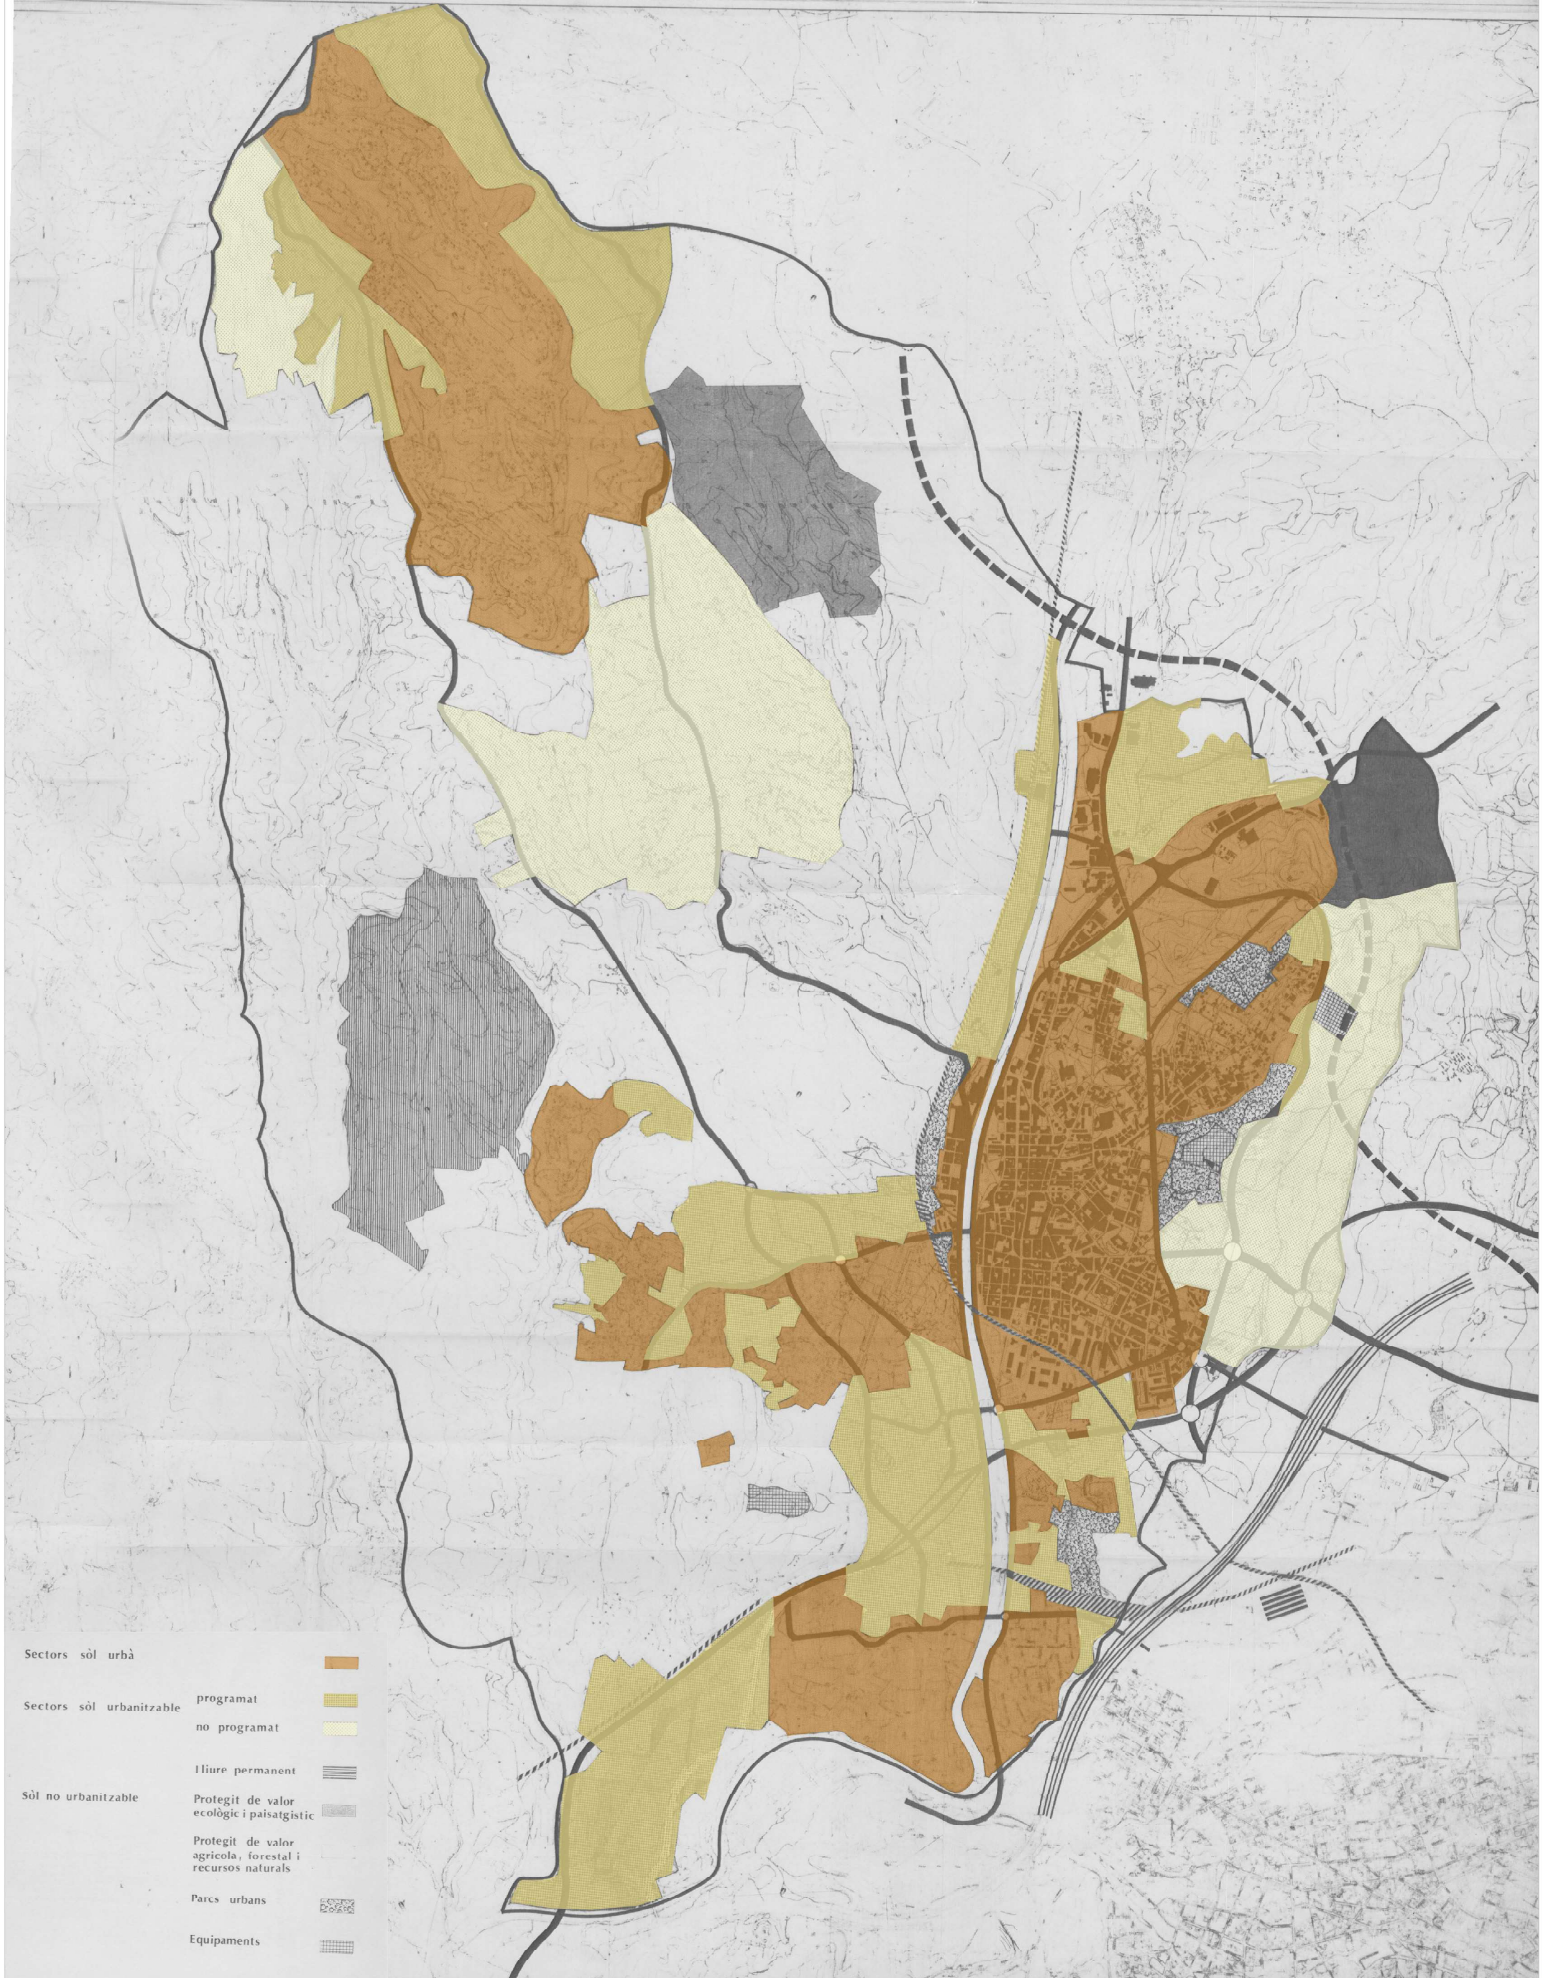 Sectors sòl urbà
Sectors sòl urbanitzable
programat
no programat
Sòl no urbanitzable
lliure permanent
Protegit de valor
ecològic i paisatgistic
Protegit de valor
agricola, forestal i
recursos naturals
Parcs urbans
Equipaments